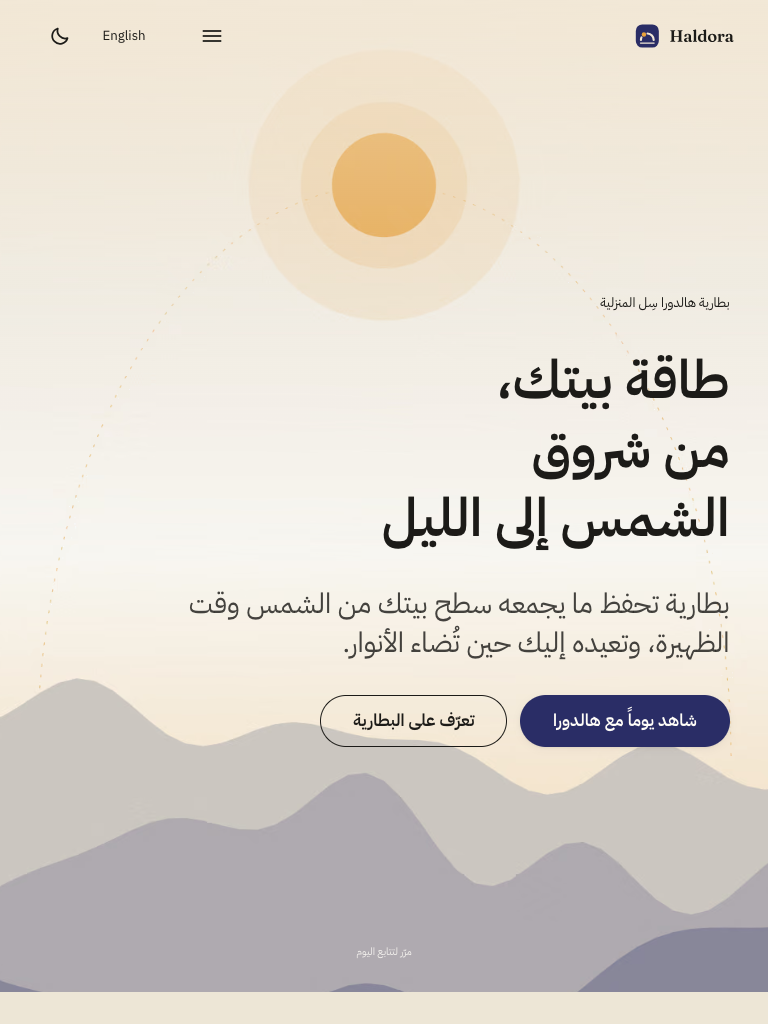 Haldora
English
بطارية هالدورا سِل المنزلية
طاقة بيتك،
من شروق
الشمس إلى الليل
بطارية تحفظ ما يجمعه سطح بيتك من الشمس وقت
الظهيرة، وتعيده إليك حين تُضاء الأنوار.
شاهد يوماً مع هالدورا
تعرّف على البطارية
مرّر لتتابع اليوم